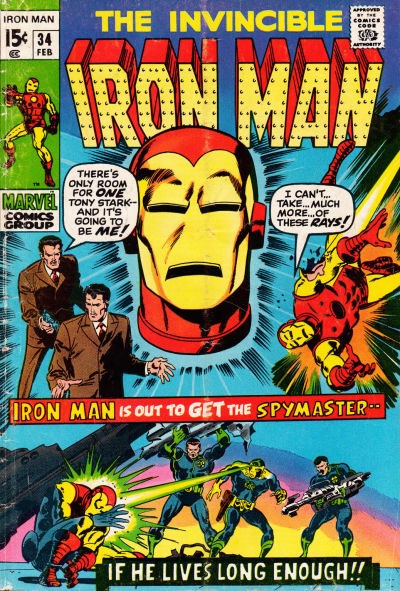 IRON MAN
15¢
CC
34
FEB
THE INVINCIBLE
APPROVED
BY THE
COMICS
CODE
AUTHORITY
IRON MAN
TM
MARVEL
COMICS
GROUP
THERE'S
ONLY ROOM
FOR ONE
TONY STARK--
AND IT'S
GOING TO
BE ME!
I CAN'T...
TAKE...MUCH
MORE...OF
THESE RAYS!
IRON MAN IS OUT TO GET THE SPYMASTER--
IF HE LIVES LONG ENOUGH!!